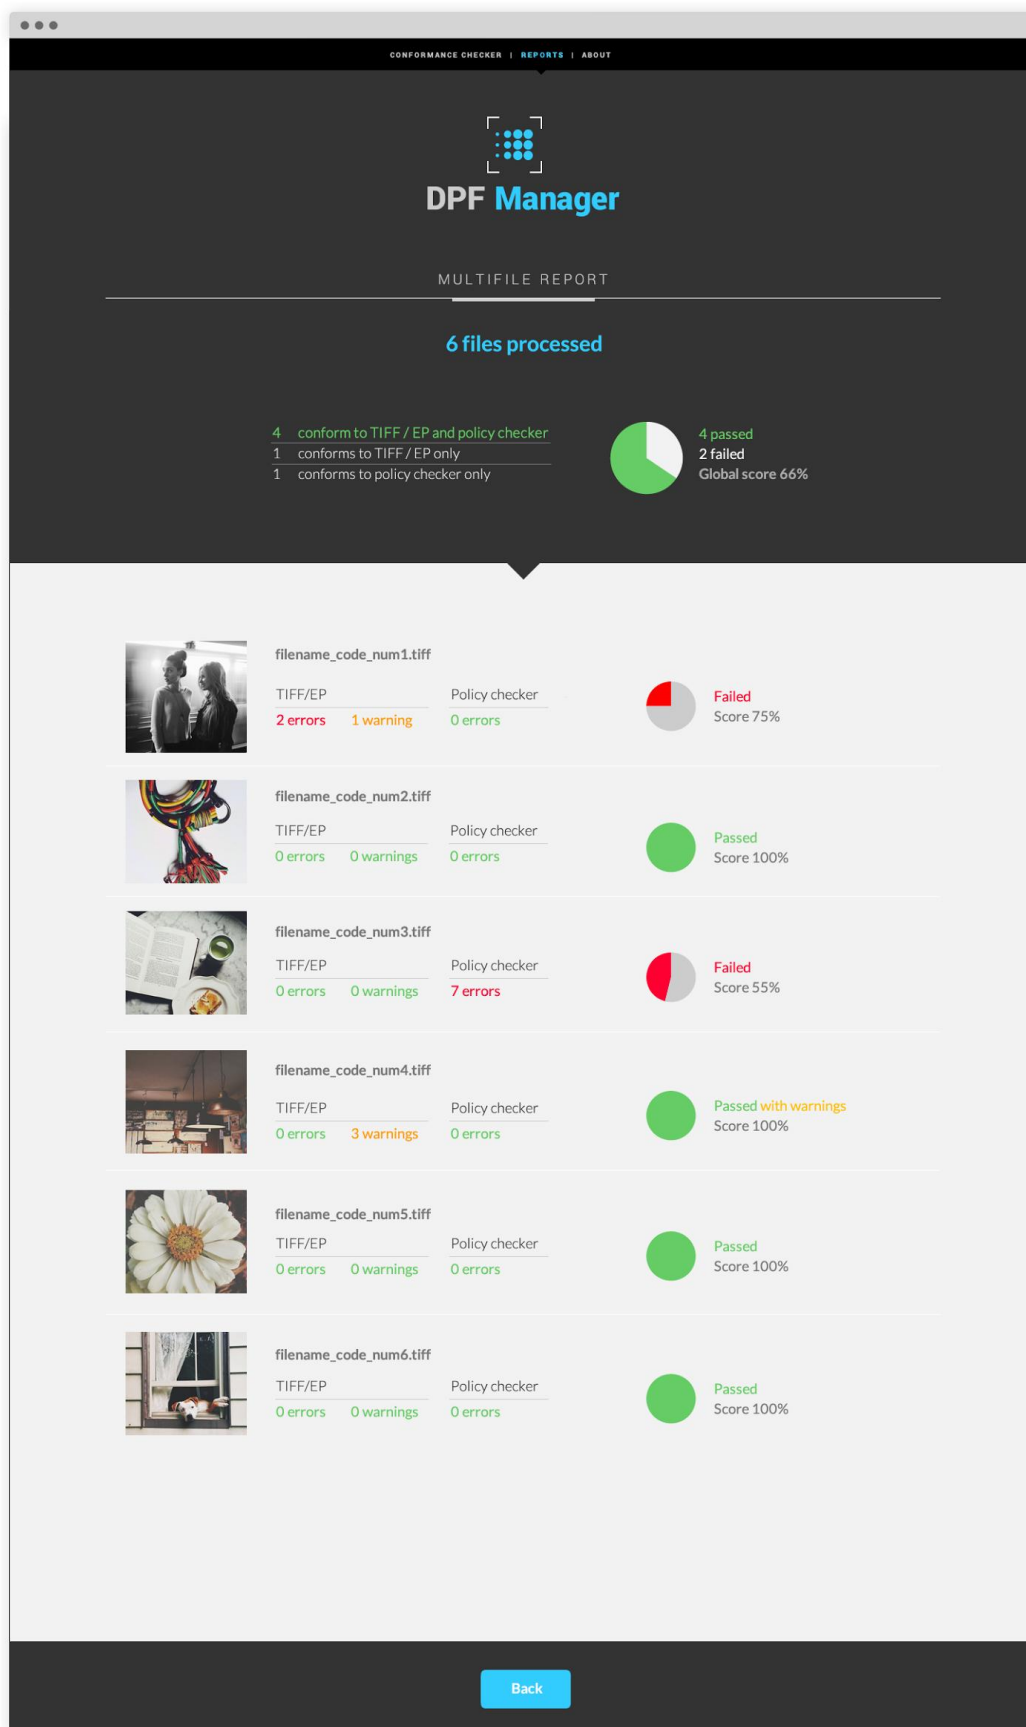 CONFORMANCE CHECKER | REPORTS | ABOUT
DPF Manager
MULTIFILE REPORT
6 files processed
4 conform to TIFF / EP and policy checker
1 conforms to TIFF / EP only
1 conforms to policy checker only
4 passed
2 failed
Global score 66%
filename_code_num1.tiff
TIFF/EP Policy checker
2 errors 1 warning 0 errors
Failed
Score 75%
filename_code_num2.tiff
TIFF/EP Policy checker
0 errors 0 warnings 0 errors
Passed
Score 100%
filename_code_num3.tiff
TIFF/EP Policy checker
0 errors 0 warnings 7 errors
Failed
Score 55%
filename_code_num4.tiff
TIFF/EP Policy checker
0 errors 3 warnings 0 errors
Passed with warnings
Score 100%
filename_code_num5.tiff
TIFF/EP Policy checker
0 errors 0 warnings 0 errors
Passed
Score 100%
filename_code_num6.tiff
TIFF/EP Policy checker
0 errors 0 warnings 0 errors
Passed
Score 100%
Back